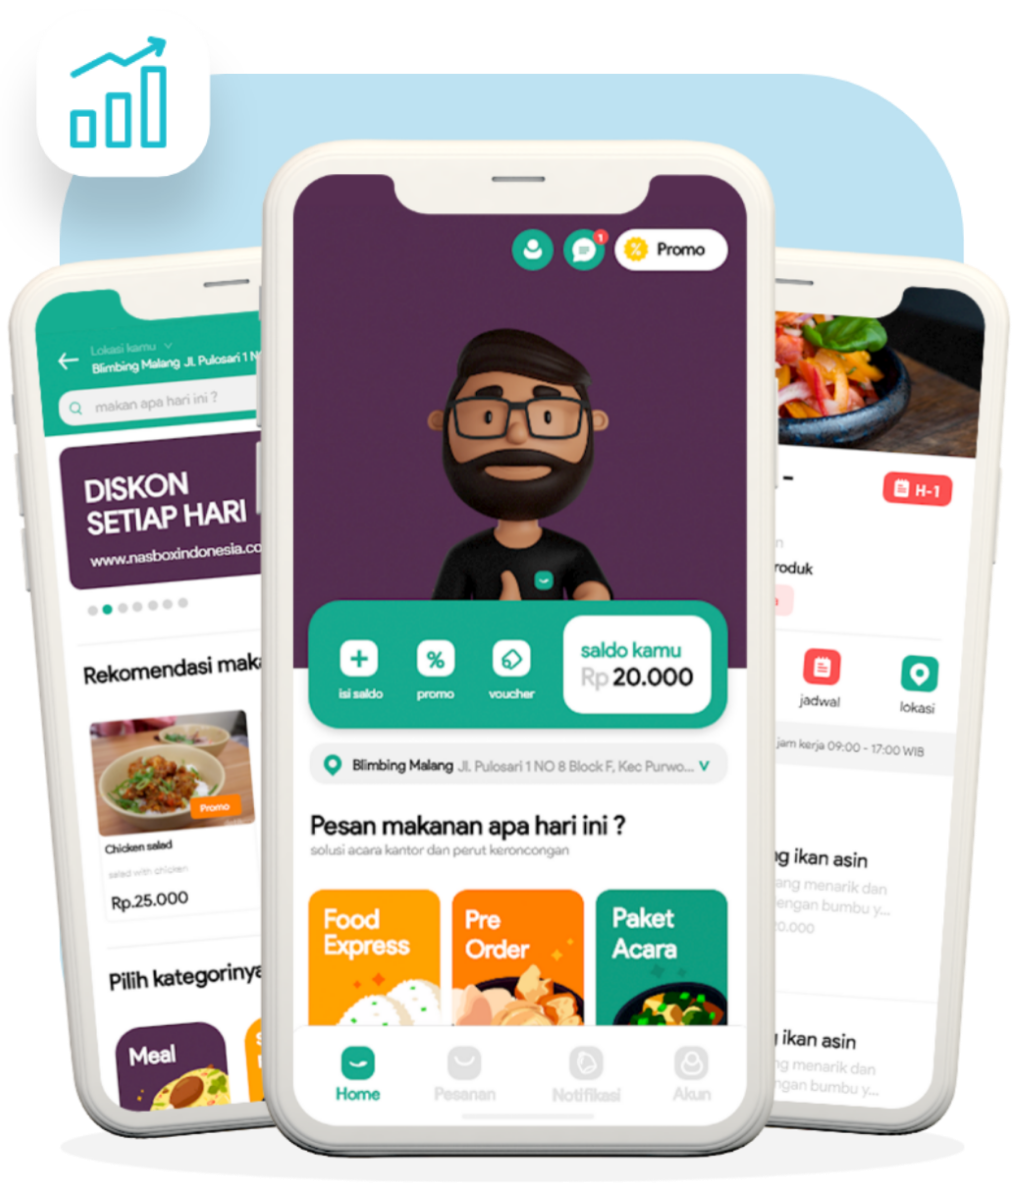 Lokasi kamu
Blimbing Malang Jl. Pulosari 1
makan apa hari ini ?
DISKON
SETIAP HARI
www.nasboxindonesia.co
Rekomendasi mak
Promo
Chicken salad
salad with chicken
Rp.25.000
Pilih kategorinya
Meal
1
Promo
isi saldo
promo
voucher
saldo kamu
Rp 20.000
Blimbing Malang Jl. Pulosari 1 NO 8 Block F, Kec Purwo...
Pesan makanan apa hari ini ?
solusi acara kantor dan perut keroncongan
Food
Express
Pre
Order
Paket
Acara
Home
Pesanan
Notifikasi
Akun
H-1
roduk
jadwal
lokasi
jam kerja 09:00 - 17:00 WIB
g ikan asin
ang menarik dan
engan bumbu y...
0.000
ikan asin
ng menarik dan
ngan bumbu y...